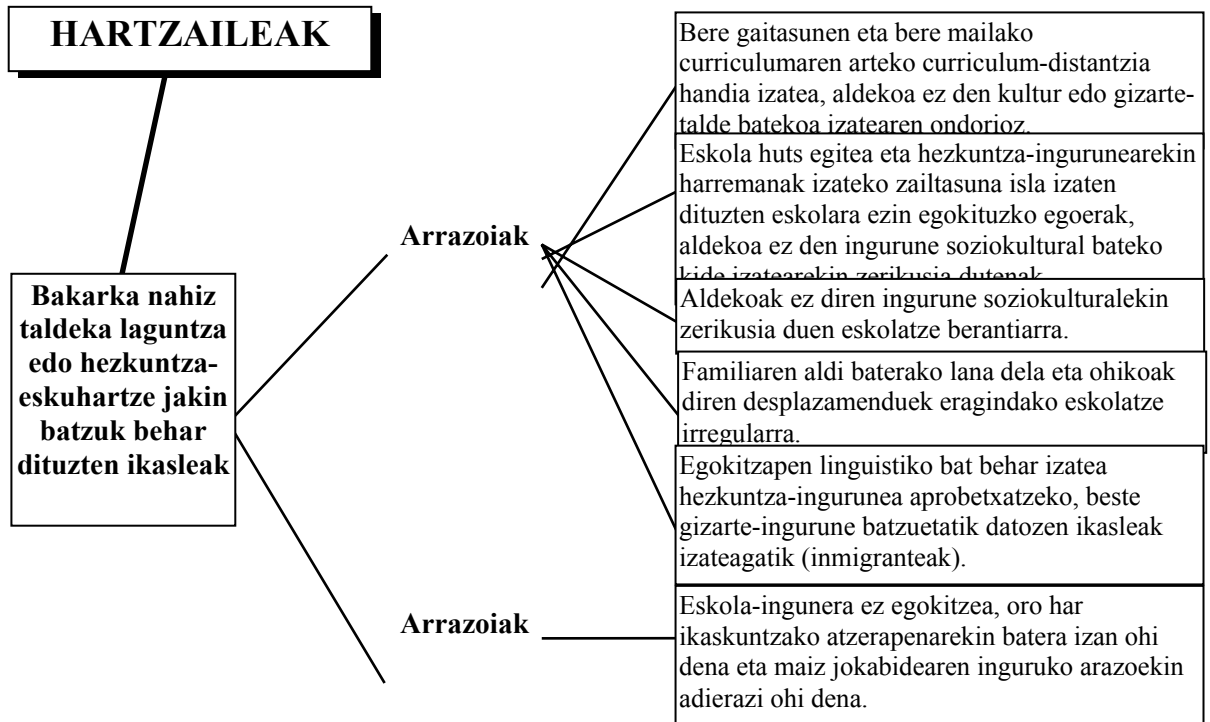 HARTZAILEAK
Bakarka nahiz
taldeka laguntza
edo hezkuntza-
eskuhartze jakin
batzuk behar
dituzten ikasleak
Arrazoiak
Bere gaitasunen eta bere mailako
curriculumaren arteko curriculum-distantzia
handia izatea, aldekoa ez den kultur edo gizarte-
talde batekoa izatearen ondorioz.
Eskola huts egitea eta hezkuntza-ingurunearekin
harremanak izateko zailtasuna isla izaten
dituzten eskolara ezin egokituzko egoerak,
aldekoa ez den ingurune soziokultural bateko
kide izatearekin zerikusia dutenak
Aldekoak ez diren ingurune soziokulturalekin
zerikusia duen eskolatze berantiarra.
Familiaren aldi baterako lana dela eta ohikoak
diren desplazamenduek eragindako eskolatze
irregularra.
Egokitzapen linguistiko bat behar izatea
hezkuntza-ingurunea aprobetxatzeko, beste
gizarte-ingurune batzuetatik datozen ikasleak
izateagatik (inmigranteak).
Arrazoiak
Eskola-ingunera ez egokitzea, oro har
ikaskuntzako atzerapenarekin batera izan ohi
dena eta maiz jokabidearen inguruko arazoekin
adierazi ohi dena.